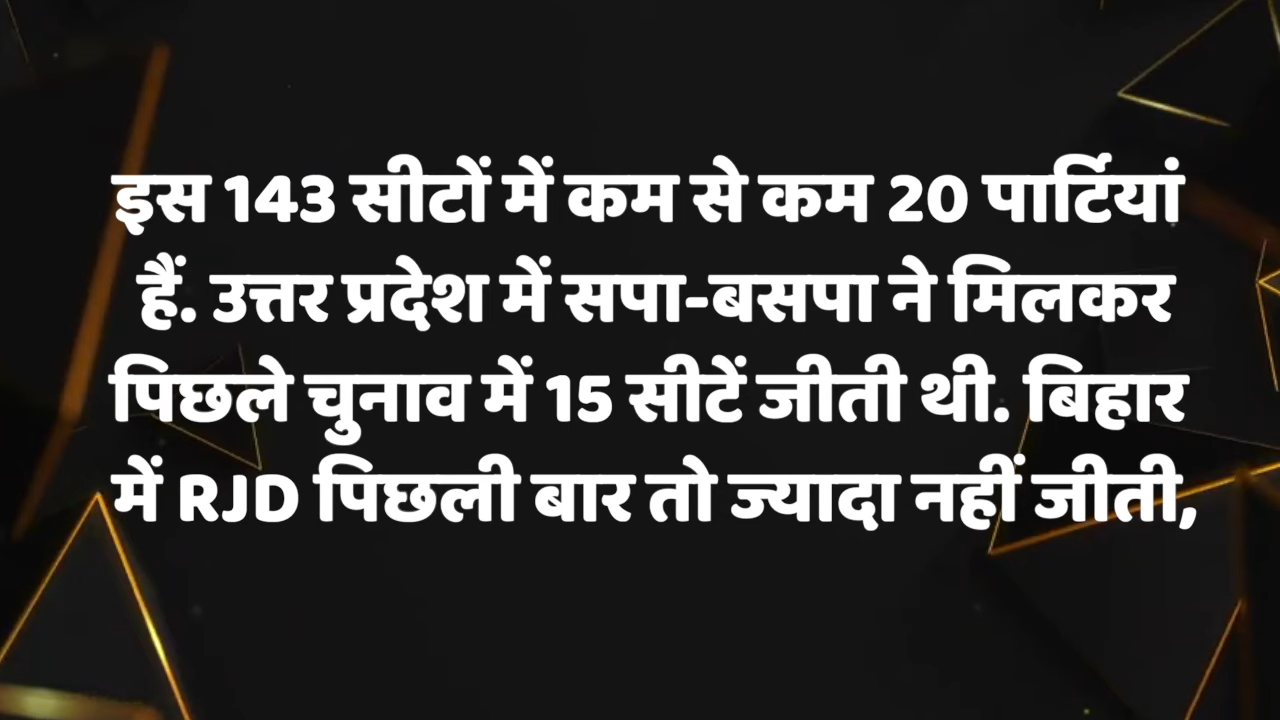 इस 143 सीटों में कम से कम 20 पार्टियां
हैं. उत्तर प्रदेश में सपा-बसपा ने मिलकर
पिछले चुनाव में 15 सीटें जीती थी. बिहार
में RJD पिछली बार तो ज्यादा नहीं जीती,